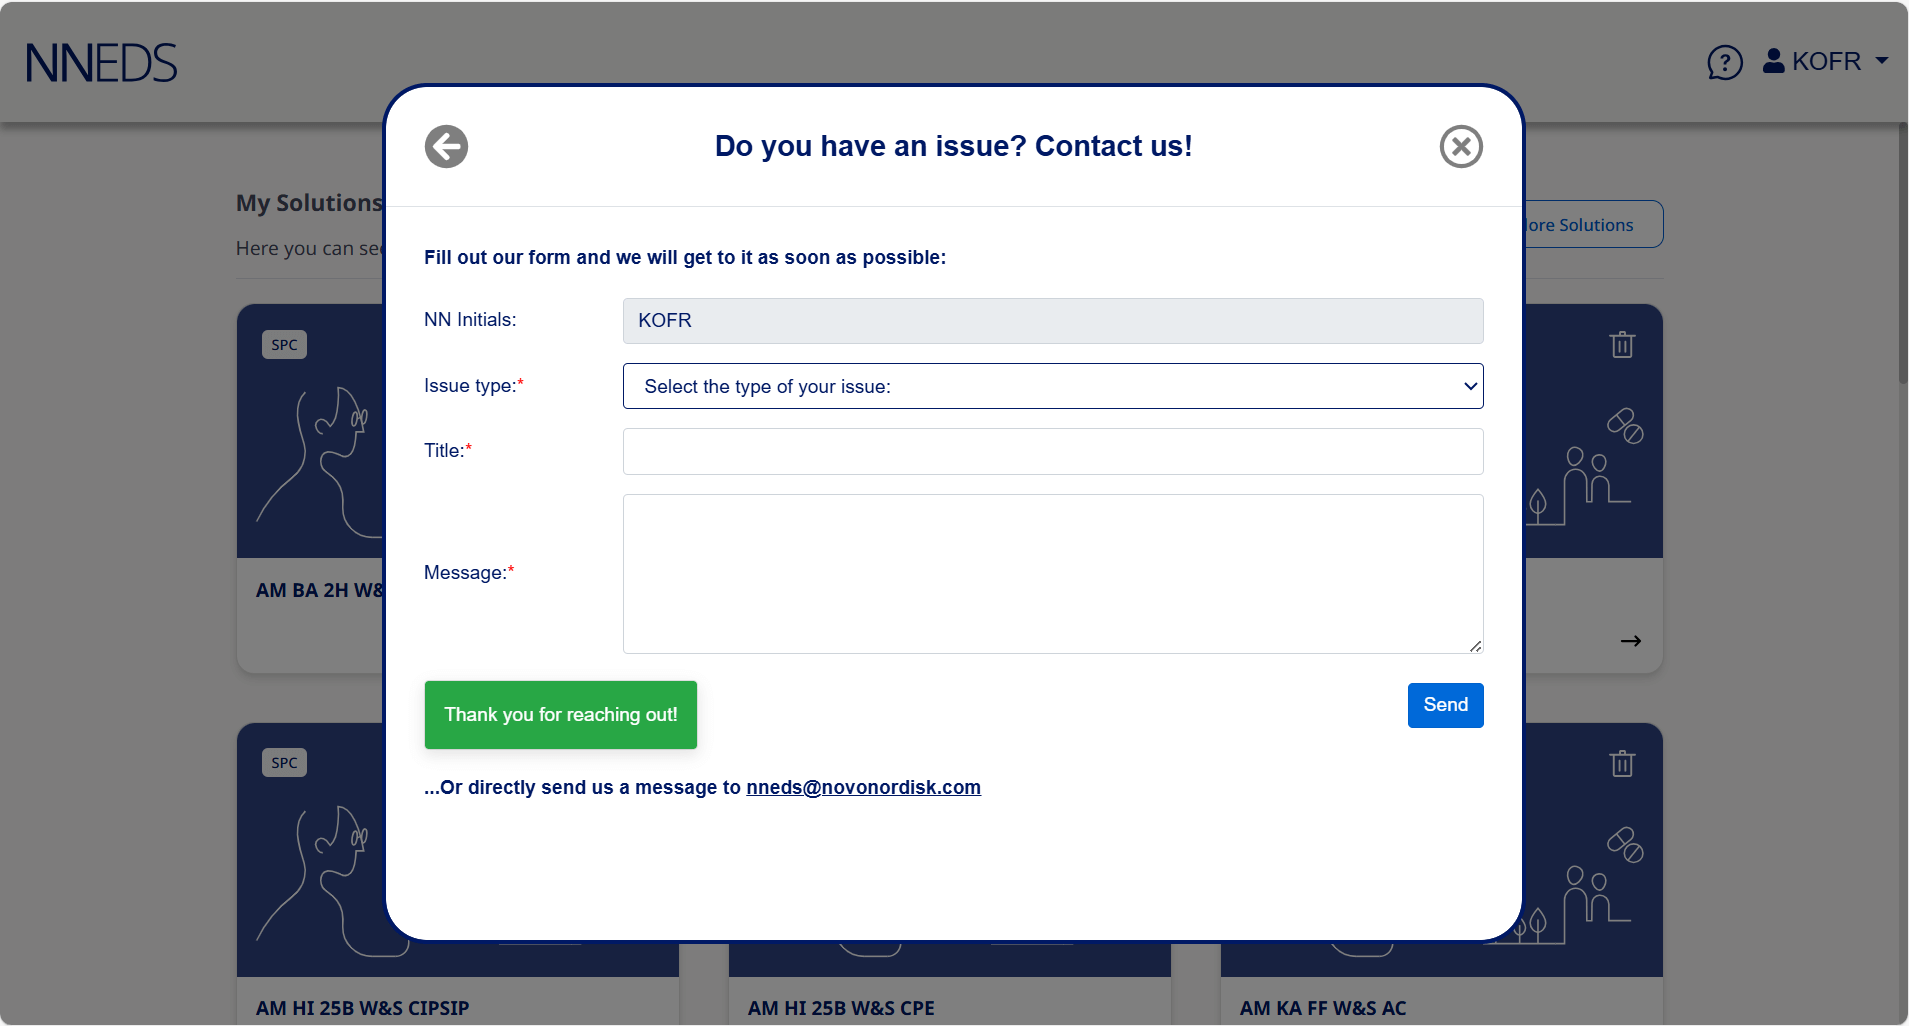 NNEDS
KOFR
Do you have an issue? Contact us!
My Solutions
Here you can see
More Solutions
Fill out our form and we will get to it as soon as possible:
NN Initials:
KOFR
SPC
Issue type:*
Select the type of your issue:
Title:*
Message:*
AM BA 2H W&
Thank you for reaching out!
Send
SPC
...Or directly send us a message to nneds@novonordisk.com
AM HI 25B W&S CIPSIP
AM HI 25B W&S CPE
AM KA FF W&S AC